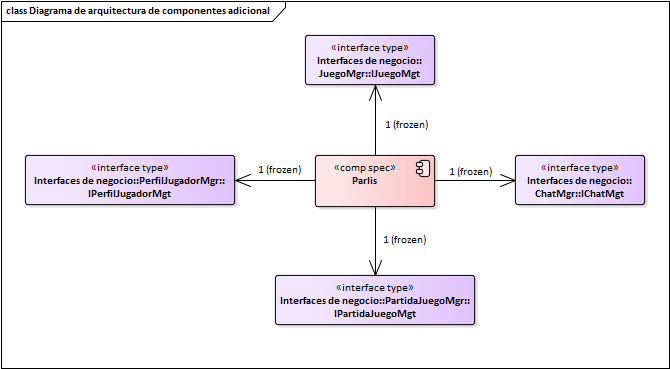 class Diagrama de arquitectura de componentes adicional
«interface type»
Interfaces de negocio::
JuegoMgr::IJuegoMgt
1 (frozen)
«interface type»
Interfaces de negocio::PerfilJugadorMgr::
IPerfilJugadorMgt
1 (frozen)
«comp spec»
Parlis
1 (frozen)
«interface type»
Interfaces de negocio::
ChatMgr::IChatMgt
1 (frozen)
«interface type»
Interfaces de negocio::PartidaJuegoMgr::
IPartidaJuegoMgt